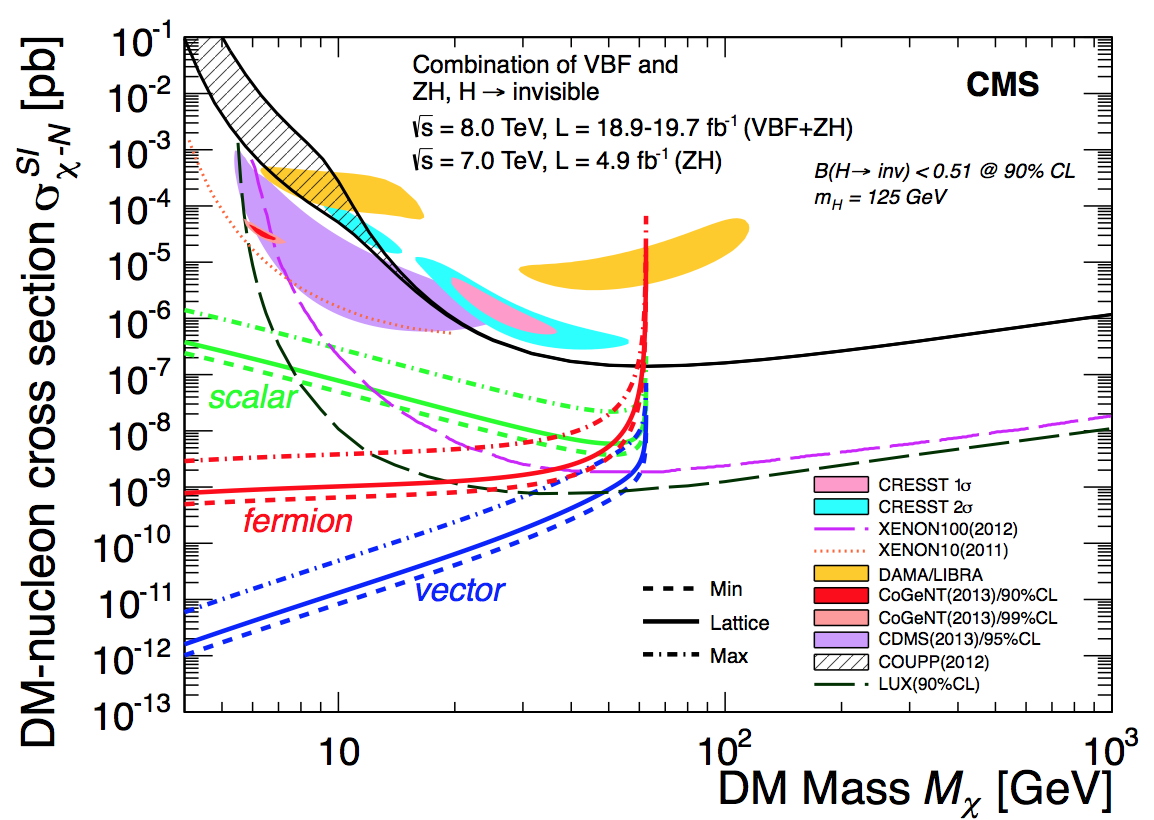 DM-nucleon cross section σ^SI_χ-N [pb]
10^-1
10^-2
10^-3
10^-4
10^-5
10^-6
10^-7
10^-8
10^-9
10^-10
10^-11
10^-12
10^-13
Combination of VBF and
ZH, H → invisible
√s = 8.0 TeV, L = 18.9-19.7 fb^-1 (VBF+ZH)
√s = 7.0 TeV, L = 4.9 fb^-1 (ZH)
CMS
B(H→ inv) < 0.51 @ 90% CL
m_H = 125 GeV
scalar
fermion
vector
Min
Lattice
Max
CRESST 1σ
CRESST 2σ
XENON100(2012)
XENON10(2011)
DAMA/LIBRA
CoGeNT(2013)/90%CL
CoGeNT(2013)/99%CL
CDMS(2013)/95%CL
COUPP(2012)
LUX(90%CL)
10
10^2
10^3
DM Mass M_χ [GeV]